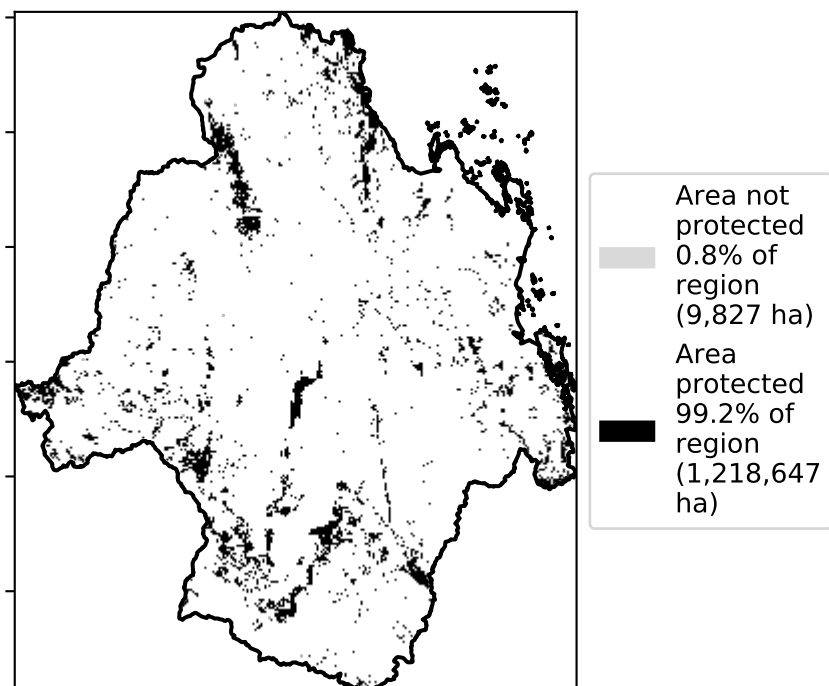 Area not
protected
0.8% of
region
(9,827 ha)
Area
protected
99.2% of
region
(1,218,647
ha)